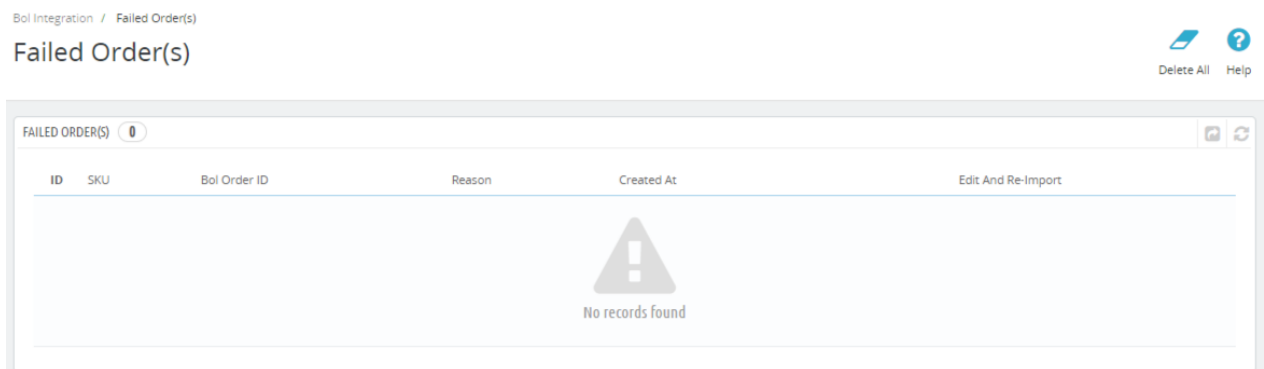 Bol Integration / Failed Order(s)
Failed Order(s)
Delete All Help
FAILED ORDER(S) 0
ID SKU Bol Order ID Reason Created At Edit And Re-Import
No records found